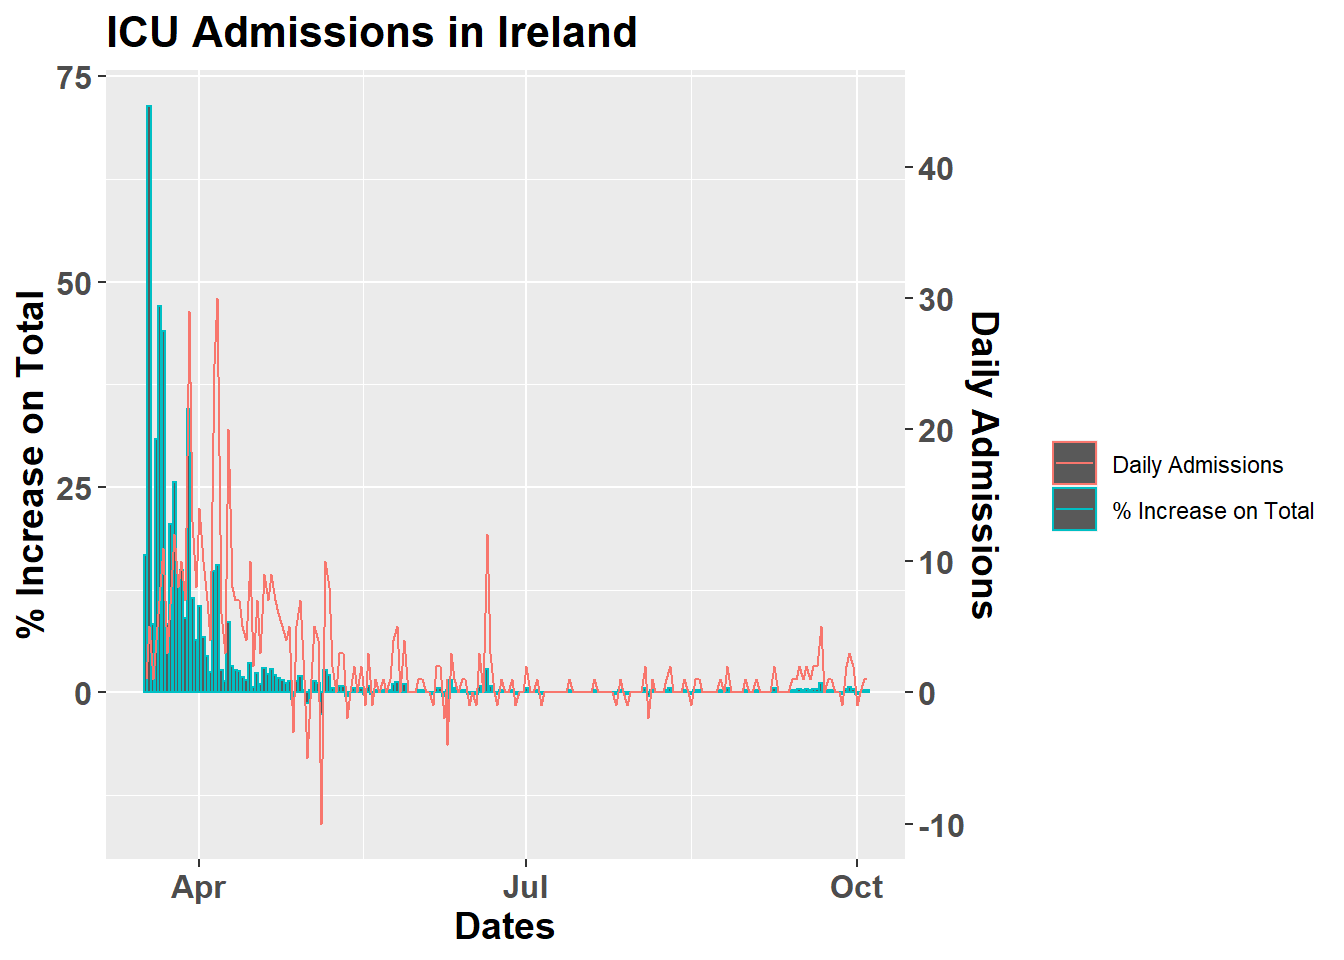 ICU Admissions in Ireland
% Increase on Total
75
50
25
0
40
30
20
10
0
-10
Daily Admissions
Apr
Jul
Oct
Dates
Daily Admissions
% Increase on Total